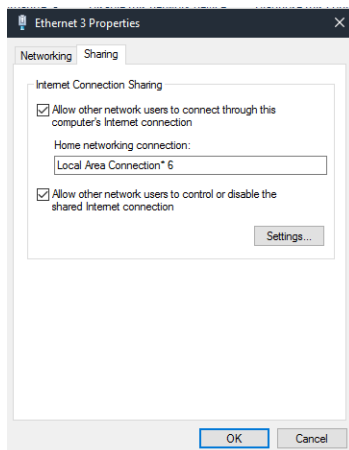 Ethernet 3 Properties
Networking
Sharing
Internet Connection Sharing
Allow other network users to connect through this
computer's Internet connection
Home networking connection:
Local Area Connection* 6
Allow other network users to control or disable the
shared Internet connection
Settings...
OK
Cancel